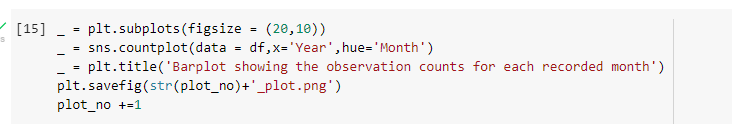 [15] _ = plt.subplots(figsize = (20,10))
_ = sns.countplot(data = df,x='Year',hue='Month')
_ = plt.title('Barplot showing the observation counts for each recorded month')
plt.savefig(str(plot_no)+'_plot.png')
plot_no +=1